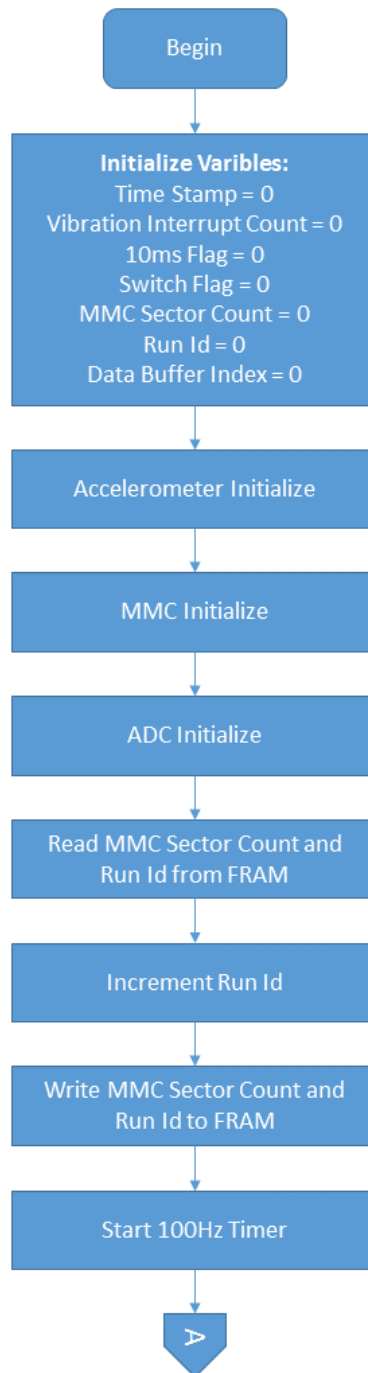 Begin
Initialize Varibles:
Time Stamp = 0
Vibration Interrupt Count = 0
10ms Flag = 0
Switch Flag = 0
MMC Sector Count = 0
Run Id = 0
Data Buffer Index = 0
Accelerometer Initialize
MMC Initialize
ADC Initialize
Read MMC Sector Count and
Run Id from FRAM
Increment Run Id
Write MMC Sector Count and
Run Id to FRAM
Start 100Hz Timer
A